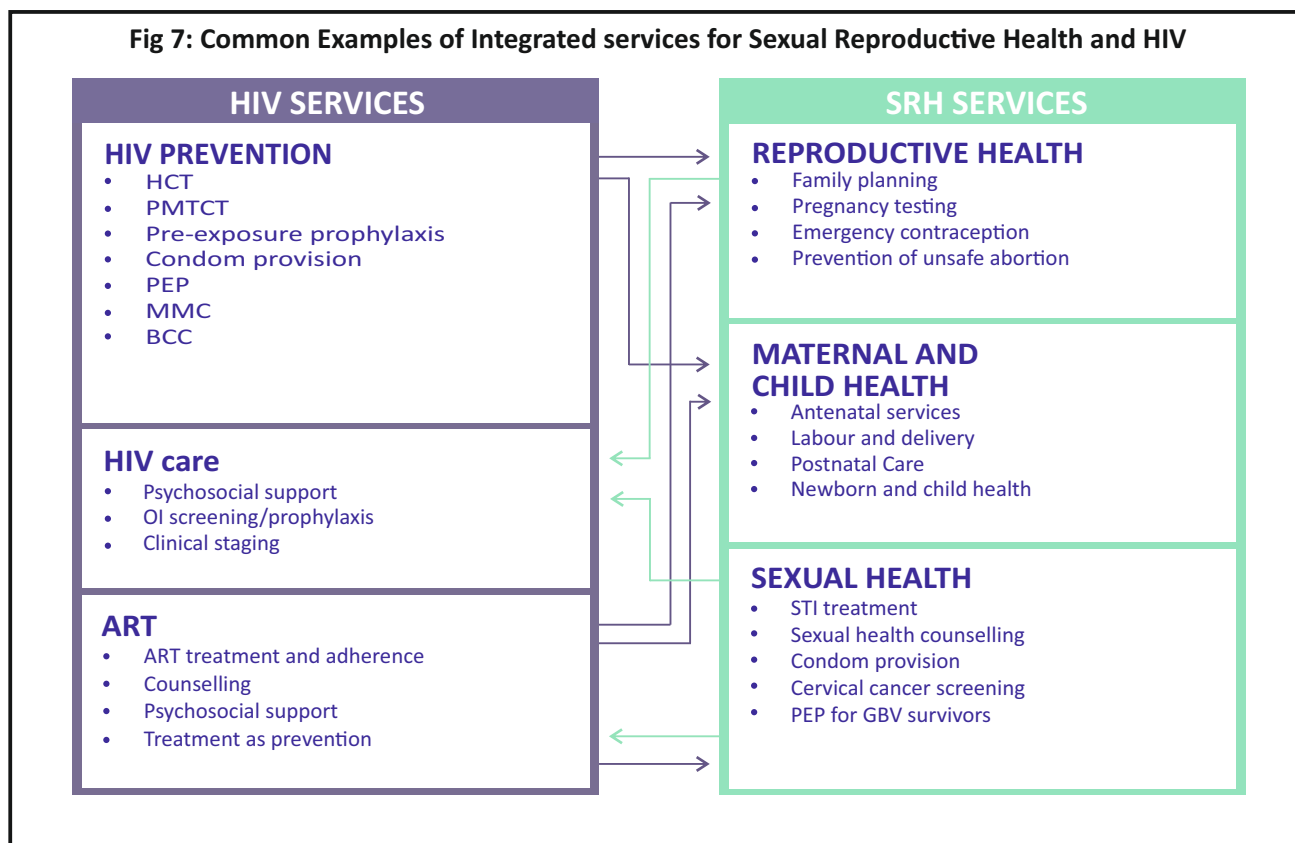 Fig 7: Common Examples of Integrated services for Sexual Reproductive Health and HIV
HIV SERVICES
HIV PREVENTION
• HCT
• PMTCT
• Pre-exposure prophylaxis
• Condom provision
• PEP
• MMC
• BCC
HIV care
• Psychosocial support
• OI screening/prophylaxis
• Clinical staging
ART
• ART treatment and adherence
• Counselling
• Psychosocial support
• Treatment as prevention
SRH SERVICES
REPRODUCTIVE HEALTH
• Family planning
• Pregnancy testing
• Emergency contraception
• Prevention of unsafe abortion
MATERNAL AND
CHILD HEALTH
• Antenatal services
• Labour and delivery
• Postnatal Care
• Newborn and child health
SEXUAL HEALTH
• STI treatment
• Sexual health counselling
• Condom provision
• Cervical cancer screening
• PEP for GBV survivors